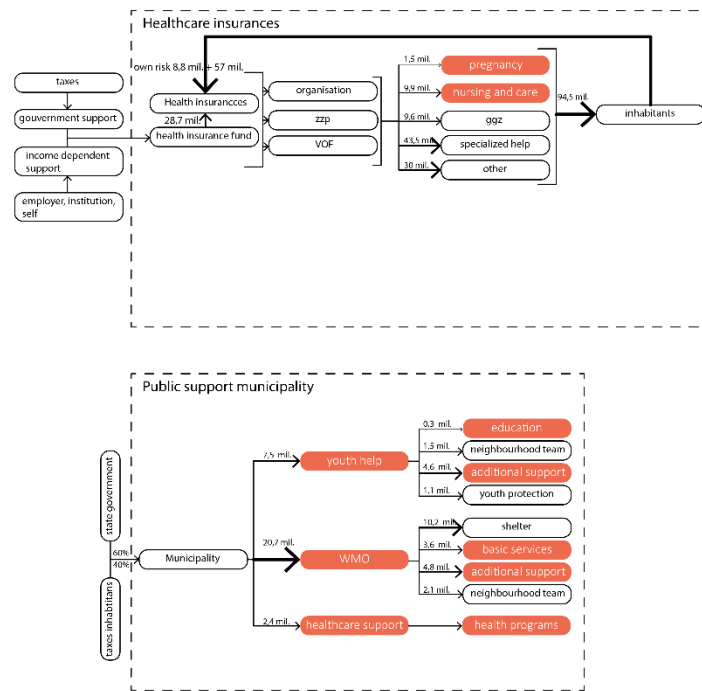 Healthcare insurances
own risk 8,8 mil. + 57 mil.
taxes
gouvernment support
income dependent
support
employer, institution,
self
Health insurancces
28,7 mil.
health insurance fund
organisation
zzp
VOF
1,5 mil.
pregnancy
9,9 mil.
nursing and care
9,6 mil.
ggz
43,5 mil.
specialized help
30 mil.
other
94,5 mil.
inhabitants
Public support municipality
state government
taxes inhabtitans
60%
40%
Municipality
7,5 mil.
youth help
0.3 mil.
education
1,5 mil.
neighbourhood team
4,6 mil.
additional support
1,1 mil.
youth protection
20,7 mil.
WMO
10,2 mil.
shelter
3,6 mil.
basic services
4,8 mil.
additional support
2,1 mil.
neighbourhood team
2,4 mil.
healthcare support
health programs